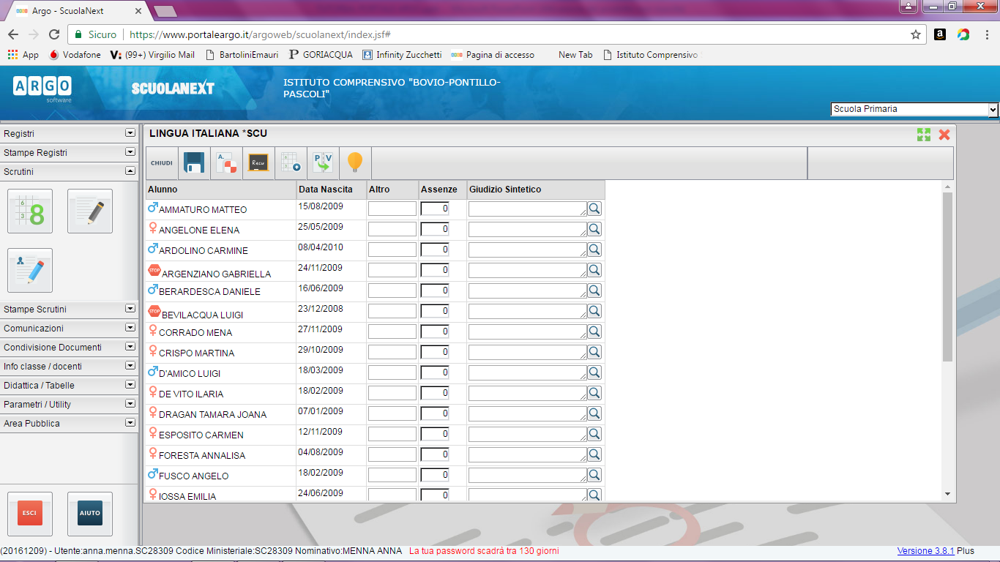 Argo - ScuolaNext
Sicuro https://www.portaleargo.it/argoweb/scuolanext/index.jsf#
App Vodafone (99+) Virgilio Mail BartoliniEmauri GORIACQUA Infinity Zucchetti Pagina di accesso New Tab Istituto Comprensivo
ARGO software
SCUOLANEXT
ISTITUTO COMPRENSIVO "BOVIO-PONTILLO-
PASCOLI"
Scuola Primaria
Registri
Stampe Registri
Scrutini
6 3 8
Stampe Scrutini
Comunicazioni
Condivisione Documenti
Info classe / docenti
Didattica / Tabelle
Parametri / Utility
Area Pubblica
ESCI
AIUTO
LINGUA ITALIANA *SCU
CHIUDI A. Recu P V
Alunno Data Nascita Altro Assenze Giudizio Sintetico
AMMATURO MATTEO 15/08/2009 0
ANGELONE ELENA 25/05/2009 0
ARDOLINO CARMINE 08/04/2010 0
STOP ARGENZIANO GABRIELLA 24/11/2009 0
BERARDESCA DANIELE 16/06/2009 0
STOP BEVILACQUA LUIGI 23/12/2008 0
CORRADO MENA 27/11/2009 0
CRISPO MARTINA 29/10/2009 0
D'AMICO LUIGI 18/03/2009 0
DE VITO ILARIA 18/02/2009 0
DRAGAN TAMARA JOANA 07/01/2009 0
ESPOSITO CARMEN 12/11/2009 0
FORESTA ANNALISA 04/08/2009 0
FUSCO ANGELO 18/02/2009 0
IOSSA EMILIA 24/06/2009 0
(20161209) - Utente:anna.menna.SC28309 Codice Ministeriale:SC28309 Nominativo:MENNA ANNA La tua password scadrà tra 130 giorni
Versione 3.8.1 Plus